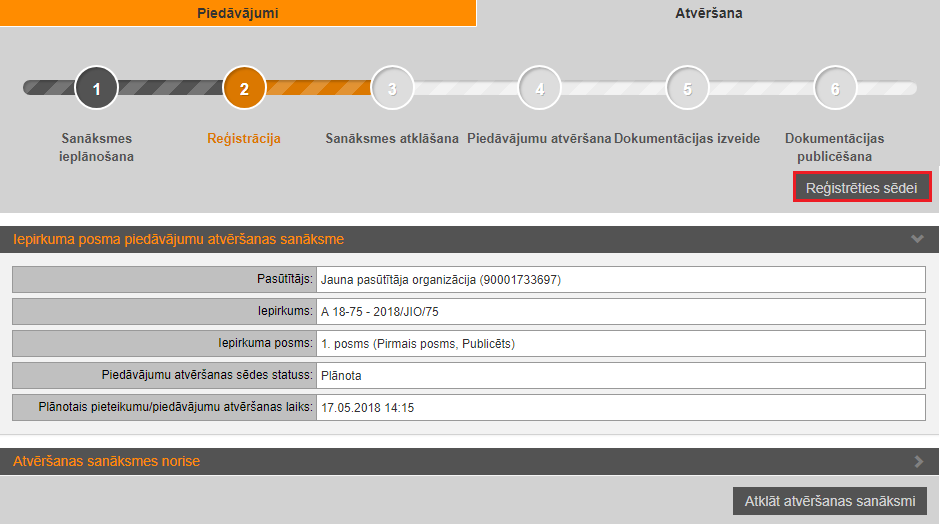 Piedāvājumi
Atvēršana
1
2
3
4
5
6
Sanāksmes
ieplānošana
Reģistrācija
Sanāksmes atklāšana
Piedāvājumu atvēršana
Dokumentācijas izveide
Dokumentācijas
publicēšana
Reģistrēties sēdei
Iepirkuma posma piedāvājumu atvēršanas sanāksme
Pasūtītājs: Jauna pasūtītāja organizācija (90001733697)
Iepirkums: A 18-75 - 2018/JIO/75
Iepirkuma posms: 1. posms (Pirmais posms, Publicēts)
Piedāvājumu atvēršanas sēdes statuss: Plānota
Plānotais pieteikumu/piedāvājumu atvēršanas laiks: 17.05.2018 14:15
Atvēršanas sanāksmes norise
Atklāt atvēršanas sanāksmi